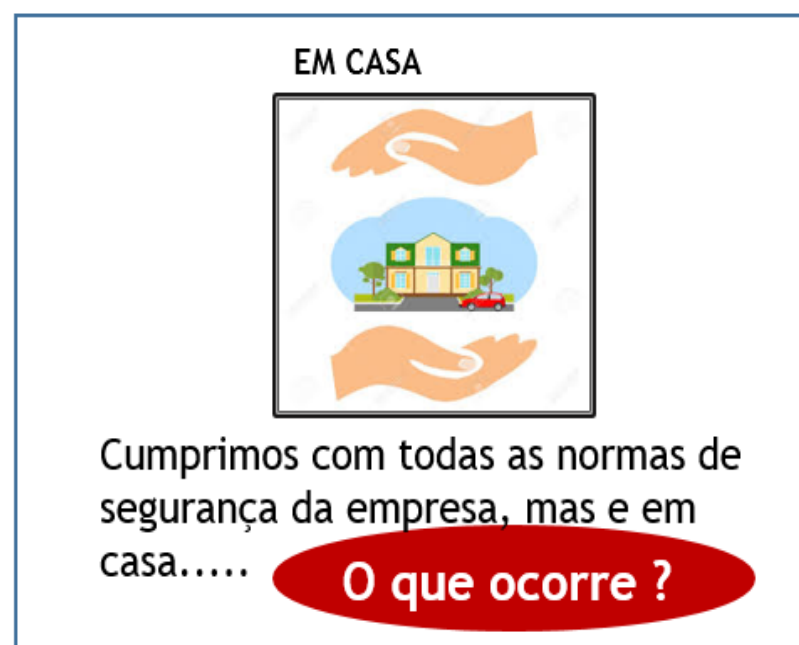 EM CASA
Cumprimos com todas as normas de
segurança da empresa, mas e em
casa.....
O que ocorre ?